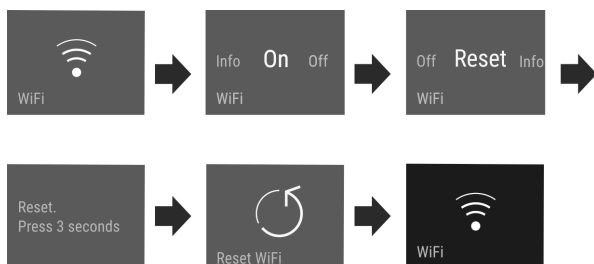 WiFi
Info On Off
WiFi
Off Reset Info
WiFi
Reset.
Press 3 seconds
Reset WiFi
WiFi